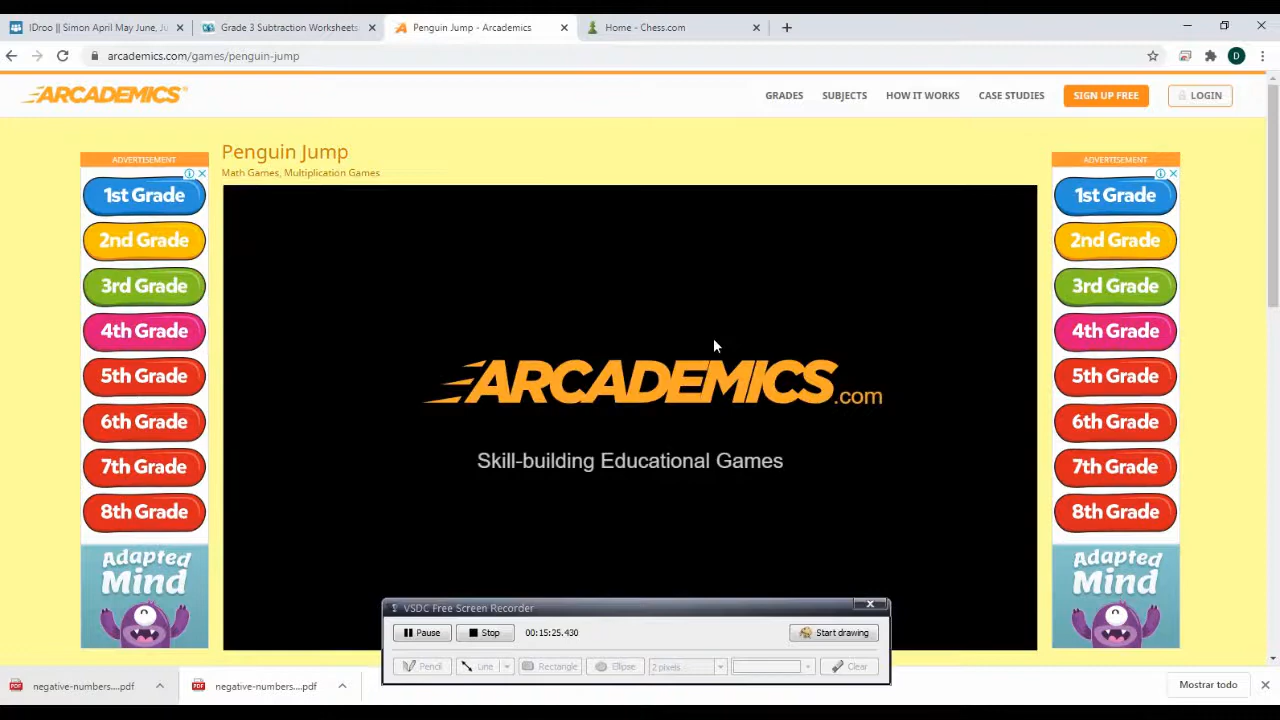 IDroo || Simon April May June, Ju
Grade 3 Subtraction Worksheets
Penguin Jump - Arcademics
Home - Chess.com
arcademics.com/games/penguin-jump
D
ARCADEMICS
GRADES
SUBJECTS
HOW IT WORKS
CASE STUDIES
SIGN UP FREE
LOGIN
Penguin Jump
Math Games, Multiplication Games
ADVERTISEMENT
1st Grade
2nd Grade
3rd Grade
4th Grade
5th Grade
6th Grade
7th Grade
8th Grade
Adapted
Mind
ARCADEMICS.com
Skill-building Educational Games
ADVERTISEMENT
1st Grade
2nd Grade
3rd Grade
4th Grade
5th Grade
6th Grade
7th Grade
8th Grade
Adapted
Mind
VSDC Free Screen Recorder
Pause
Stop
00:15:25.430
Start drawing
Pencil
Line
Rectangle
Ellipse
2 pixels
Clear
PDF
negative-numbers....pdf
PDF
negative-numbers....pdf
Mostrar todo